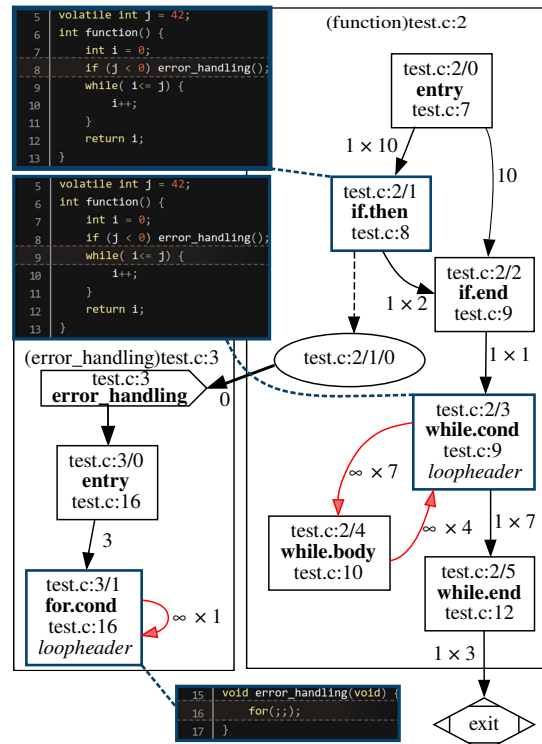 5 volatile int j = 42;
6 int function() {
7 int i = 0;
8 if (j < 0) error_handling();
9 while( i<= j) {
10 i++;
11 }
12 return i;
13 }
(function)test.c:2
test.c:2/0
entry
test.c:7
1 × 10
10
test.c:2/1
if.then
test.c:8
5 volatile int j = 42;
6 int function() {
7 int i = 0;
8 if (j < 0) error_handling();
9 while( i<= j) {
10 i++;
11 }
12 return i;
13 }
1 × 2
test.c:2/2
if.end
test.c:9
1 × 1
(error_handling)test.c:3
test.c:3
error_handling
0
test.c:2/1/0
test.c:2/3
while.cond
test.c:9
loopheader
test.c:3/0
entry
test.c:16
∞ × 7
∞ × 4
1 × 7
test.c:2/4
while.body
test.c:10
3
test.c:3/1
for.cond
test.c:16
loopheader
∞ × 1
test.c:2/5
while.end
test.c:12
1 × 3
15 void error_handling(void) {
16 for(;;);
17 }
exit